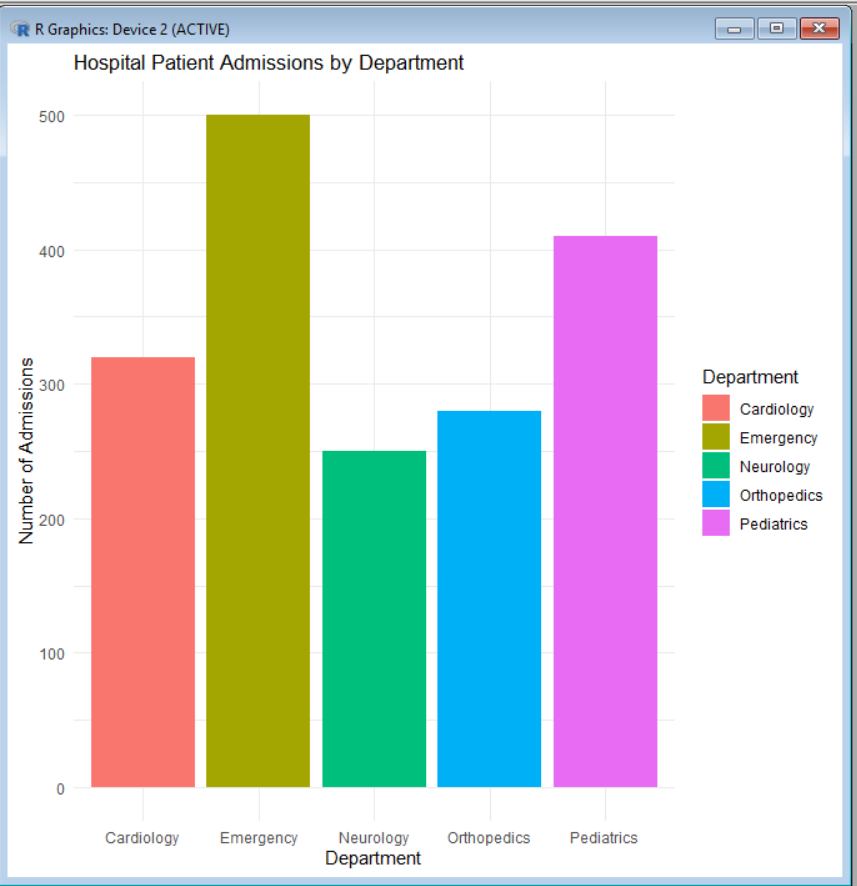 R Graphics: Device 2 (ACTIVE)
Hospital Patient Admissions by Department
500
400
300
200
100
0
Number of Admissions
Cardiology
Emergency
Neurology
Orthopedics
Pediatrics
Department
Department
Cardiology
Emergency
Neurology
Orthopedics
Pediatrics